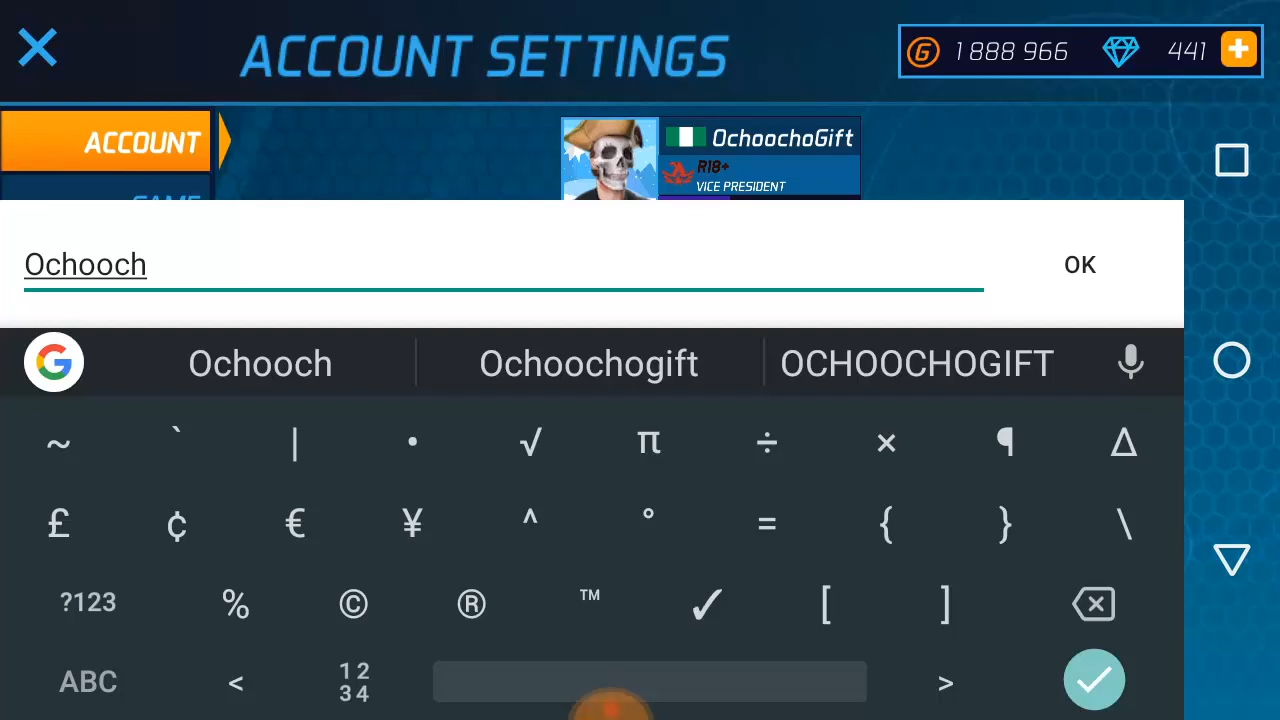 ACCOUNT SETTINGS
1 888 966
441
ACCOUNT
OchoochoGift
R18+
VICE PRESIDENT
Ochooch
OK
Ochooch Ochoochogift OCHOOCHOGIFT
~ ` | • √ π ÷ × ¶ Δ
£ ¢ € ¥ ^ ° = { } \
?123 % © ® ™ ✓ [ ]
ABC < 1 2 3 4 >